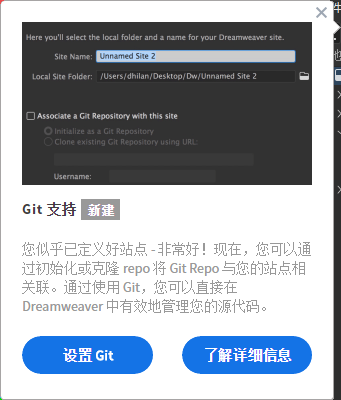 Here you'll select the local folder and a name for your Dreamweaver site.
Site Name: Unnamed Site 2
Local Site Folder: /Users/dhilan/Desktop/Dw/Unnamed Site 2
Associate a Git Repository with this site
Initialize as a Git Repository
Clone existing Git Repository using URL:
Username:
Git 支持 新建
您似乎已定义好站点 - 非常好！现在，您可以通
过初始化或克隆 repo 将 Git Repo 与您的站点相
关联。通过使用 Git，您可以直接在
Dreamweaver 中有效地管理您的源代码。
设置 Git
了解详细信息